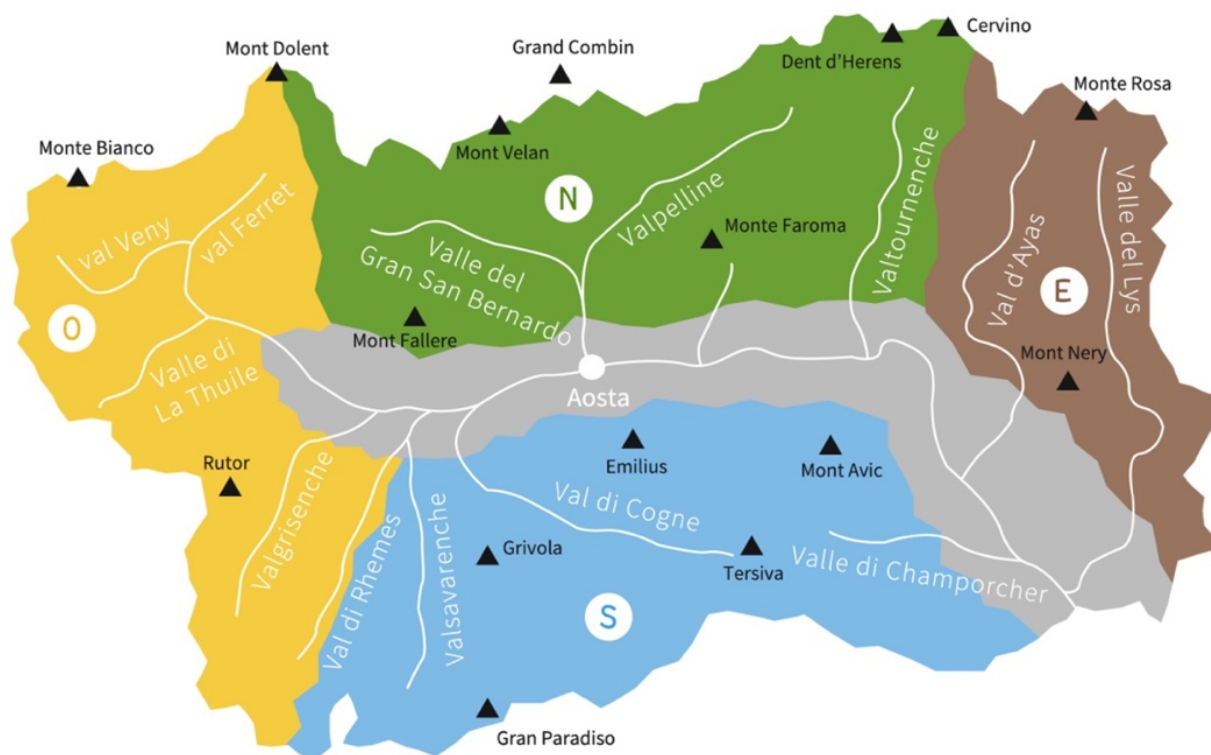 Cervino
Mont Dolent
Grand Combin
Dent d'Herens
Monte Rosa
Monte Bianco
Mont Velan
N
val Veny
val Ferret
Valpelline
Monte Faroma
Valtournenche
Valle del
Gran San Bernardo
Val d'Ayas
Valle del Lys
E
O
Mont Fallere
Mont Nery
Valle di
La Thuile
Aosta
Rutor
Emilius
Mont Avic
Valgrisenche
Val di Rhemes
Valsavarenche
Val di Cogne
Grivola
Tersiva
Valle di Champorcher
S
Gran Paradiso